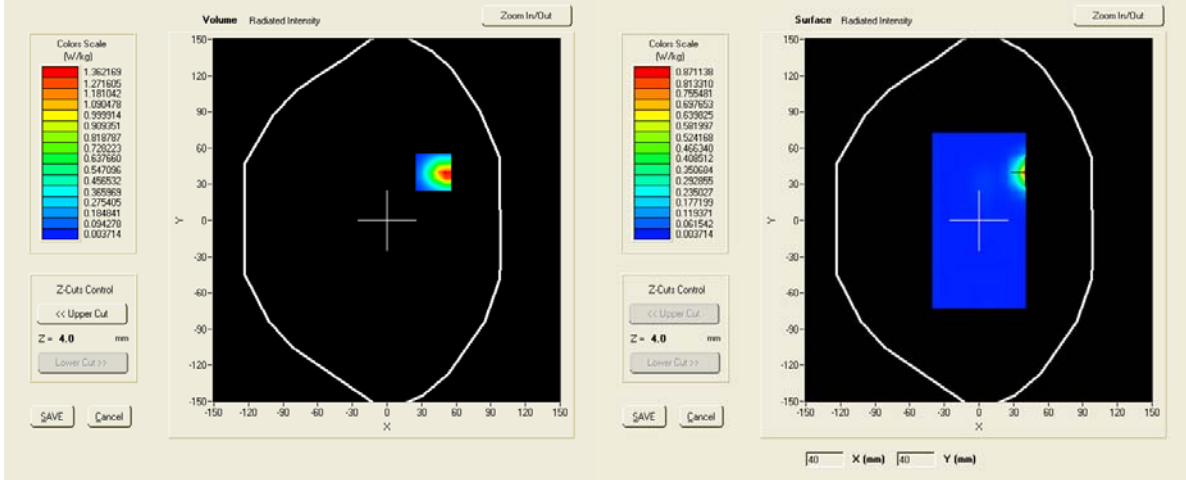 Volume Radiated Intensity
Zoom In/Out
Colors Scale
(W/kg)
1.362169
1.271605
1.181042
1.090478
0.999914
0.909351
0.818787
0.728223
0.637660
0.547096
0.456532
0.365969
0.275405
0.184841
0.094278
0.003714
150
120
90
60
30
0
-30
-60
-90
-120
-150
Y
-150 -120 -90 -60 -30 0 30 60 90 120 150
X
Z-Cuts Control
<< Upper Cut
Z = 4.0 mm
Lower Cut >>
SAVE Cancel
Surface Radiated Intensity
Zoom In/Out
Colors Scale
(W/kg)
0.871138
0.813310
0.755481
0.697653
0.639825
0.581997
0.524168
0.466340
0.408512
0.350684
0.292855
0.235027
0.177199
0.119371
0.061542
0.003714
150
120
90
60
30
0
-30
-60
-90
-120
-150
Y
-150 -120 -90 -60 -30 0 30 60 90 120 150
X
Z-Cuts Control
<< Upper Cut
Z = 4.0 mm
Lower Cut >>
SAVE Cancel
40 X (mm) 40 Y (mm)